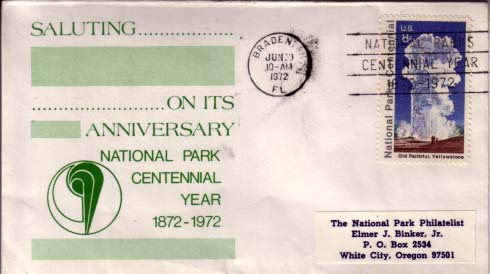 SALUTING...............
................ON ITS
ANNIVERSARY
NATIONAL PARK
CENTENNIAL
YEAR
1872-1972
BRADENTON
JUN 30
10-AM
1972
FL
NATIONAL PARKS
CENTENNIAL YEAR
1872-1972
U.S.
8c
National Parks Centennial
Old Faithful, Yellowstone
The National Park Philatelist
Elmer J. Binker, Jr.
P. O. Box 2534
White City, Oregon 97501